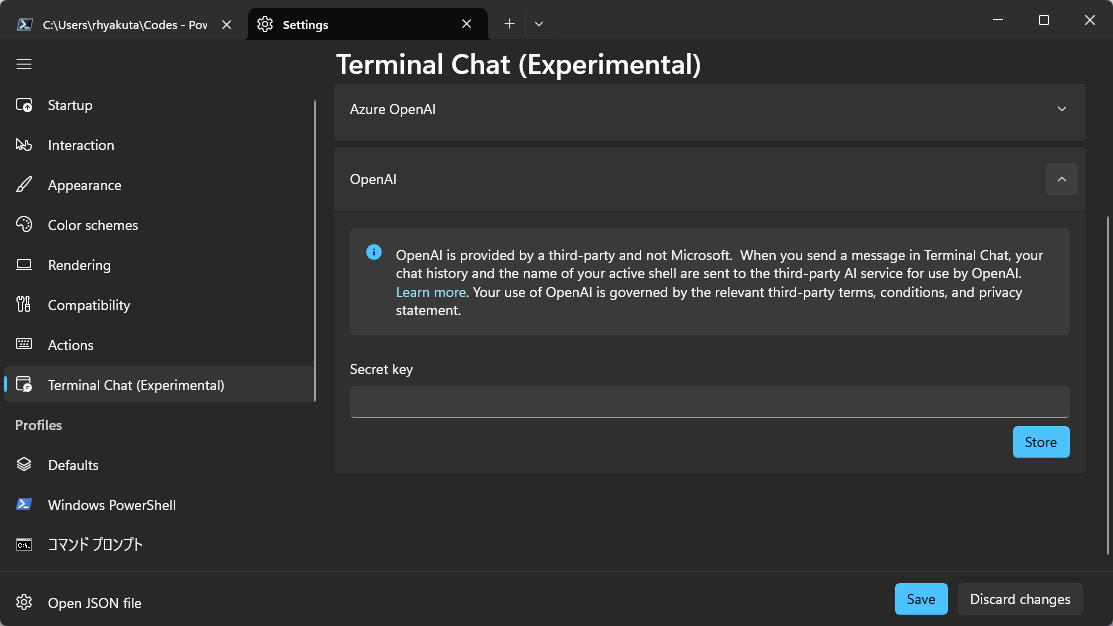 C:\Users\rhyakuta\Codes - Pow
Settings
Startup
Interaction
Appearance
Color schemes
Rendering
Compatibility
Actions
Terminal Chat (Experimental)
Profiles
Defaults
Windows PowerShell
コマンド プロンプト
Open JSON file
Terminal Chat (Experimental)
Azure OpenAI
OpenAI
OpenAI is provided by a third-party and not Microsoft.  When you send a message in Terminal Chat, your
chat history and the name of your active shell are sent to the third-party AI service for use by OpenAI.
Learn more. Your use of OpenAI is governed by the relevant third-party terms, conditions, and privacy
statement.
Secret key
Store
Save
Discard changes